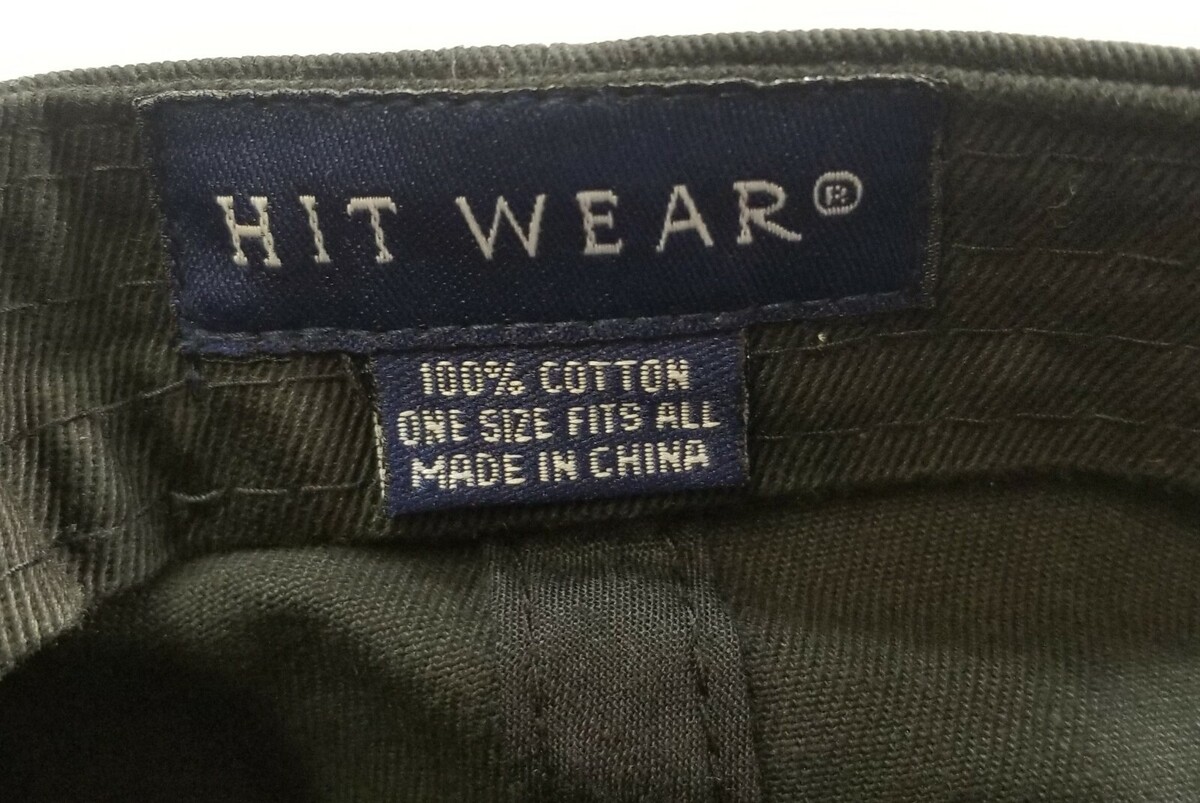 HIT WEAR®
100% COTTON
ONE SIZE FITS ALL
MADE IN CHINA